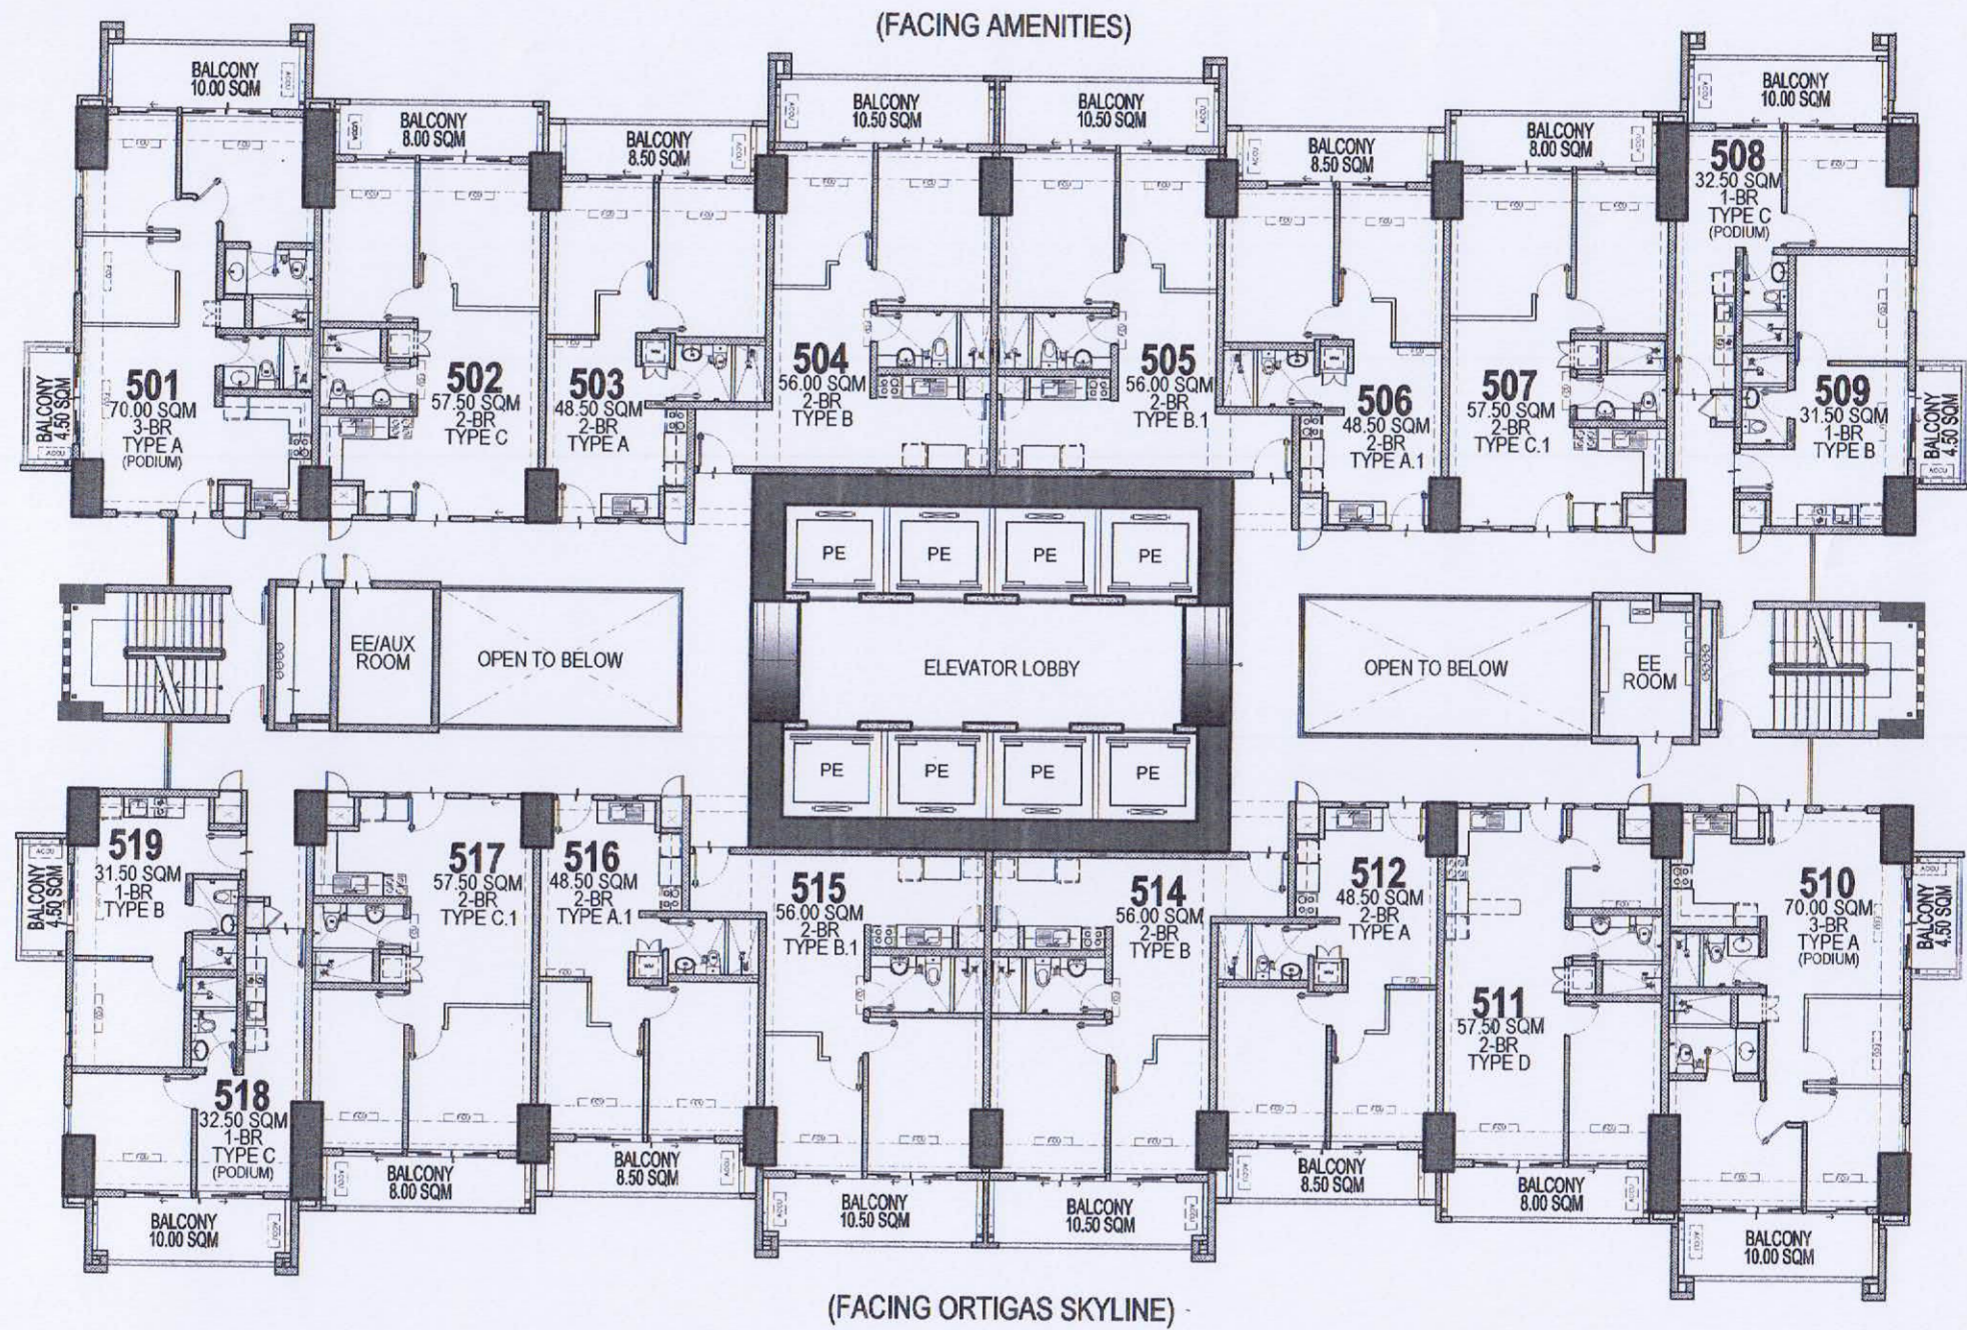 (FACING AMENITIES)
BALCONY
10.00 SQM
BALCONY
8.00 SQM
BALCONY
8.50 SQM
BALCONY
10.50 SQM
BALCONY
10.50 SQM
BALCONY
8.50 SQM
BALCONY
8.00 SQM
BALCONY
10.00 SQM
501
70.00 SQM
3-BR
TYPE A
(PODIUM)
BALCONY
4.50 SQM
502
57.50 SQM
2-BR
TYPE C
503
48.50 SQM
2-BR
TYPE A
504
56.00 SQM
2-BR
TYPE B
505
56.00 SQM
2-BR
TYPE B.1
506
48.50 SQM
2-BR
TYPE A.1
507
57.50 SQM
2-BR
TYPE C.1
508
32.50 SQM
1-BR
TYPE C
(PODIUM)
509
31.50 SQM
1-BR
TYPE B
BALCONY
4.50 SQM
PE
PE
PE
PE
EE/AUX
ROOM
OPEN TO BELOW
ELEVATOR LOBBY
OPEN TO BELOW
EE
ROOM
PE
PE
PE
PE
519
31.50 SQM
1-BR
TYPE B
BALCONY
4.50 SQM
518
32.50 SQM
1-BR
TYPE C
(PODIUM)
517
57.50 SQM
2-BR
TYPE C.1
516
48.50 SQM
2-BR
TYPE A.1
515
56.00 SQM
2-BR
TYPE B.1
514
56.00 SQM
2-BR
TYPE B
512
48.50 SQM
2-BR
TYPE A
511
57.50 SQM
2-BR
TYPE D
510
70.00 SQM
3-BR
TYPE A
(PODIUM)
BALCONY
4.50 SQM
BALCONY
10.00 SQM
BALCONY
8.00 SQM
BALCONY
8.50 SQM
BALCONY
10.50 SQM
BALCONY
10.50 SQM
BALCONY
8.50 SQM
BALCONY
8.00 SQM
BALCONY
10.00 SQM
(FACING ORTIGAS SKYLINE)